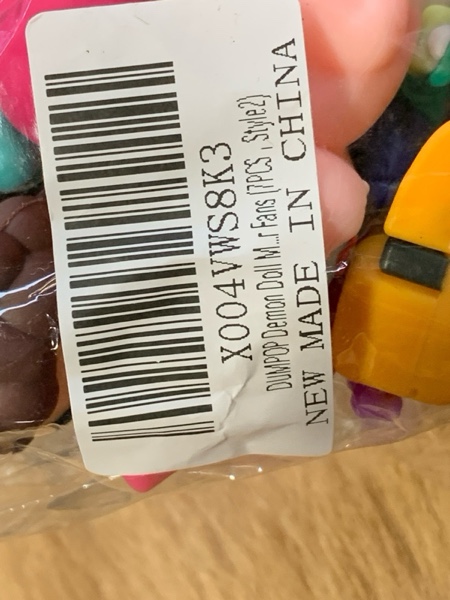 X004VWS8K3
DUMPOP Demon Doll M... Fans (7PCS , Style2)
NEW MADE IN CHINA